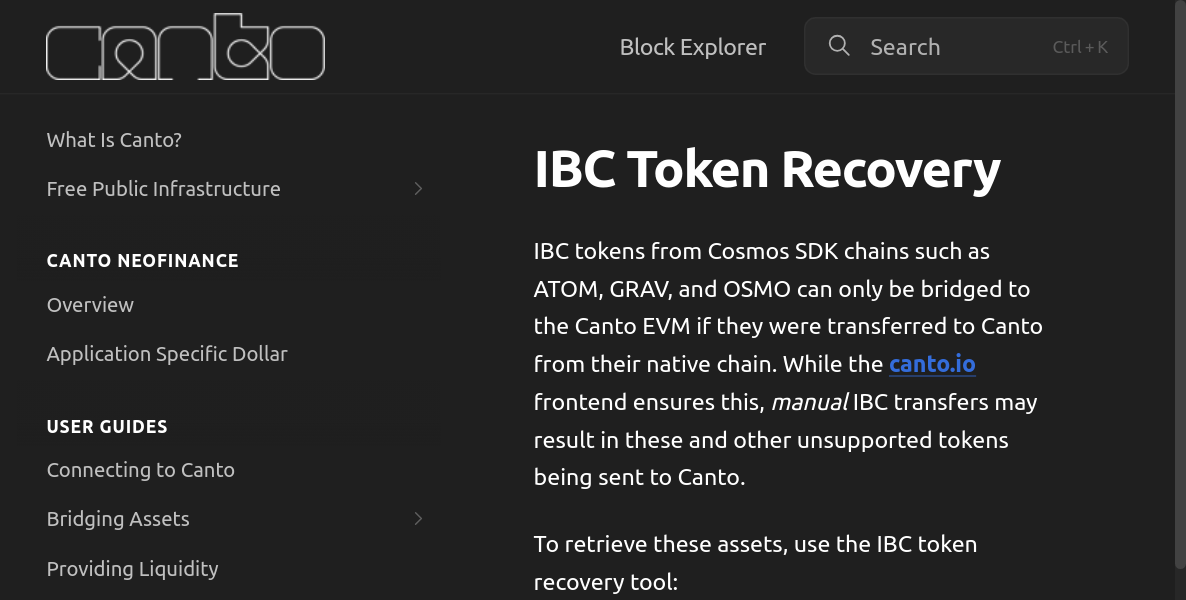 canto
Block Explorer
Search
Ctrl+K
What Is Canto?
Free Public Infrastructure
CANTO NEOFINANCE
Overview
Application Specific Dollar
USER GUIDES
Connecting to Canto
Bridging Assets
Providing Liquidity
IBC Token Recovery
IBC tokens from Cosmos SDK chains such as
ATOM, GRAV, and OSMO can only be bridged to
the Canto EVM if they were transferred to Canto
from their native chain. While the canto.io
frontend ensures this, manual IBC transfers may
result in these and other unsupported tokens
being sent to Canto.
To retrieve these assets, use the IBC token
recovery tool: